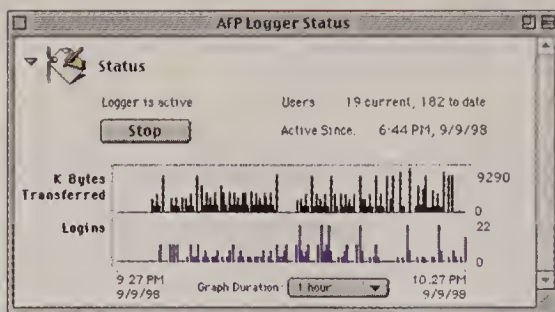 AFP Logger Status
Status
Logger is active
Users 19 current, 182 to date
Stop
Active Since: 6:44 PM, 9/9/98
K Bytes Transferred
9290
0
Logins
22
0
9:27 PM 9/9/98
Graph Duration: 1 hour
10:27 PM 9/9/98